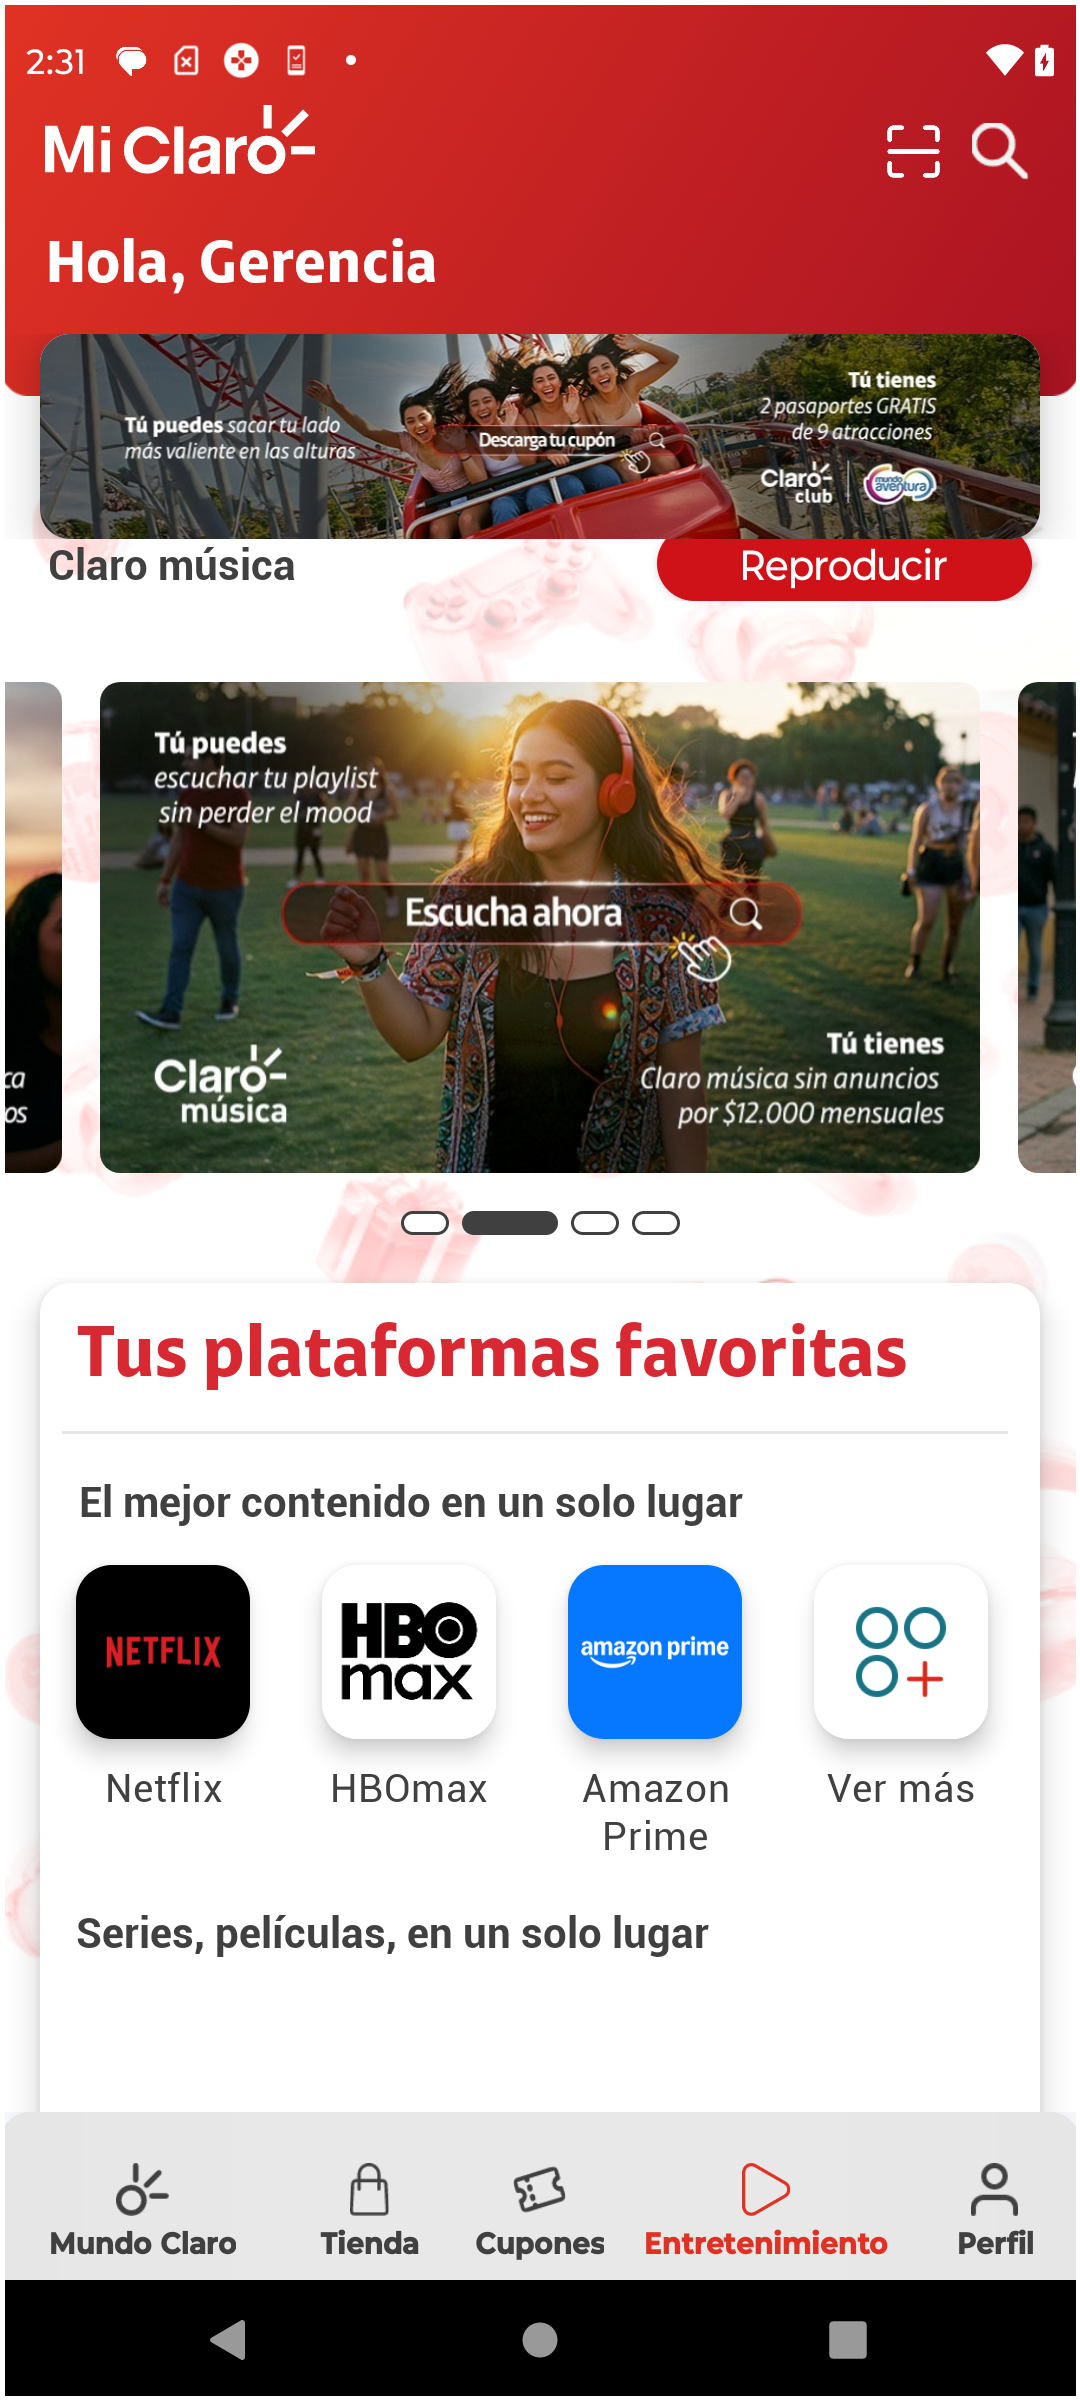 2:31
Mi Claro
Hola, Gerencia
Tú puedes sacar tu lado
más valiente en las alturas
Descarga tu cupón
Tú tienes
2 pasaportes GRATIS
de 9 atracciones
Claro club
mundo aventura
Claro música
Reproducir
Tú puedes
escuchar tu playlist
sin perder el mood
Escucha ahora
Claro música
Tú tienes
Claro música sin anuncios
por $12.000 mensuales
ca
os
Tus plataformas favoritas
El mejor contenido en un solo lugar
NETFLIX
HBO max
amazon prime
Netflix
HBOmax
Amazon
Prime
Ver más
Series, películas, en un solo lugar
Mundo Claro
Tienda
Cupones
Entretenimiento
Perfil